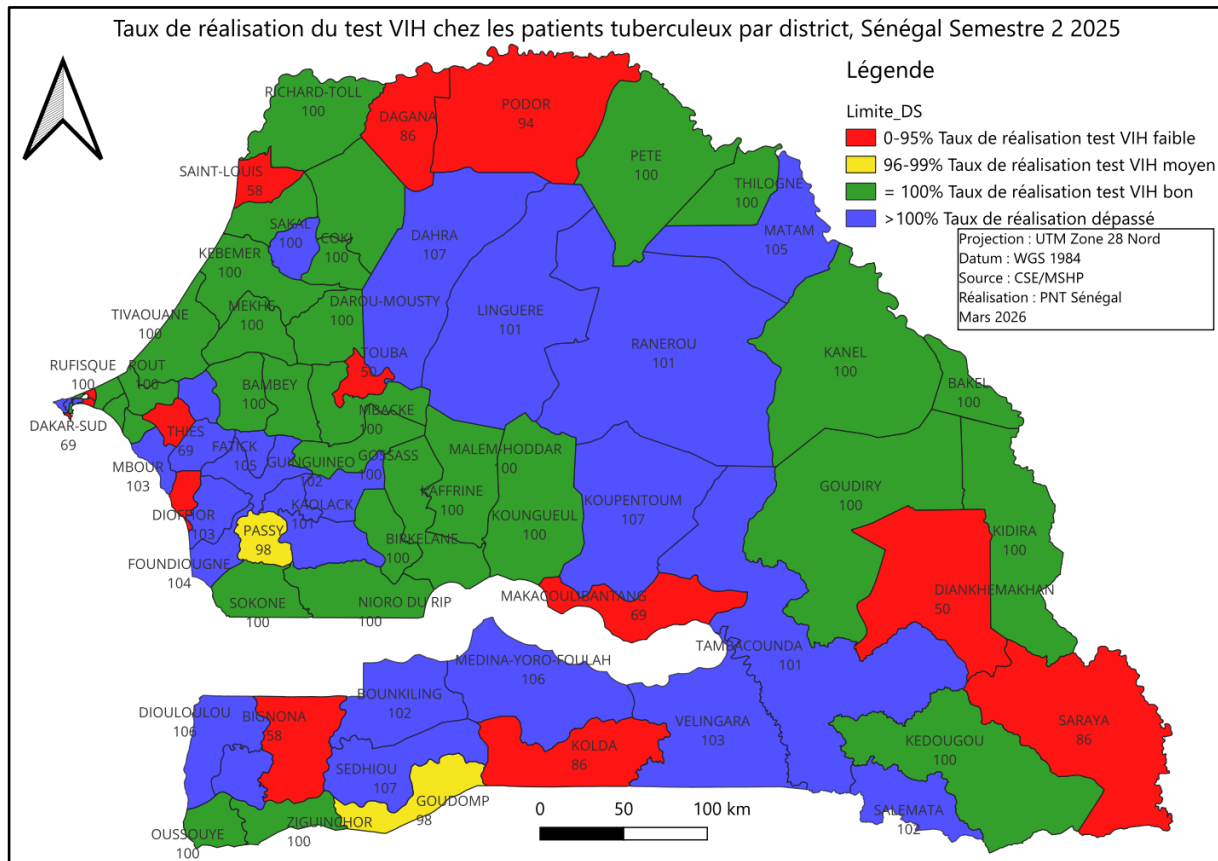 Taux de réalisation du test VIH chez les patients tuberculeux par district, Sénégal Semestre 2 2025
Légende
Limite_DS
0-95% Taux de réalisation test VIH faible
96-99% Taux de réalisation test VIH moyen
= 100% Taux de réalisation test VIH bon
>100% Taux de réalisation dépassé
Projection : UTM Zone 28 Nord
Datum : WGS 1984
Source : CSE/MSHP
Réalisation : PNT Sénégal
Mars 2026
RICHARD-TOLL
100
DAGANA
86
PODOR
94
PETE
100
THILOGNE
100
SAINT-LOUIS
58
SAKAL
100
COKI
100
DAHRA
107
MATAM
105
KEBEMER
100
MEKHE
100
DAROU-MOUSTY
100
LINGUERE
101
RANEROU
101
KANEL
100
TIVAOUANE
100
TOUBA
50
BAKEL
100
RUFISQUE
100
POUT
100
BAMBEY
100
MBACKE
100
DAKAR-SUD
69
THIES
69
FATICK
105
GUINGUINEO
102
GOSSASS
100
MALEM-HODDAR
100
MBOUR
103
KAOLACK
101
KAFFRINE
100
KOUNGUEUL
100
KOUPENTOUM
107
GOUDIRY
100
KIDIRA
100
DIOFFIOR
103
PASSY
98
BIRKELANE
100
FOUNDIOUGNE
104
SOKONE
100
NIORO DU RIP
100
MAKACOULIBANTANG
69
DIANKHEMAKHAN
50
TAMBACOUNDA
101
MEDINA-YORO-FOULAH
106
BOUNKILING
102
DIOULOULOU
106
BIGNONA
58
VELINGARA
103
SARAYA
86
KOLDA
86
KEDOUGOU
100
SEDHIOU
107
GOUDOMP
98
SALEMATA
102
OUSSOUYE
100
ZIGUINCHOR
100
0 50 100 km